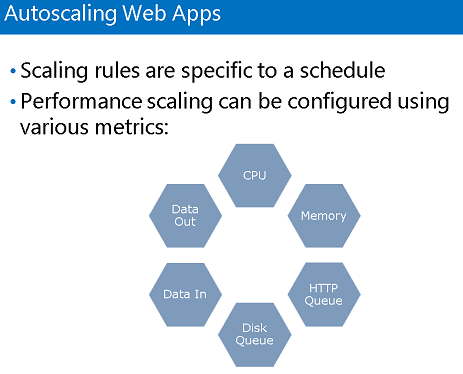 Autoscaling Web Apps
• Scaling rules are specific to a schedule
• Performance scaling can be configured using
various metrics:
CPU
Memory
HTTP
Queue
Disk
Queue
Data In
Data
Out